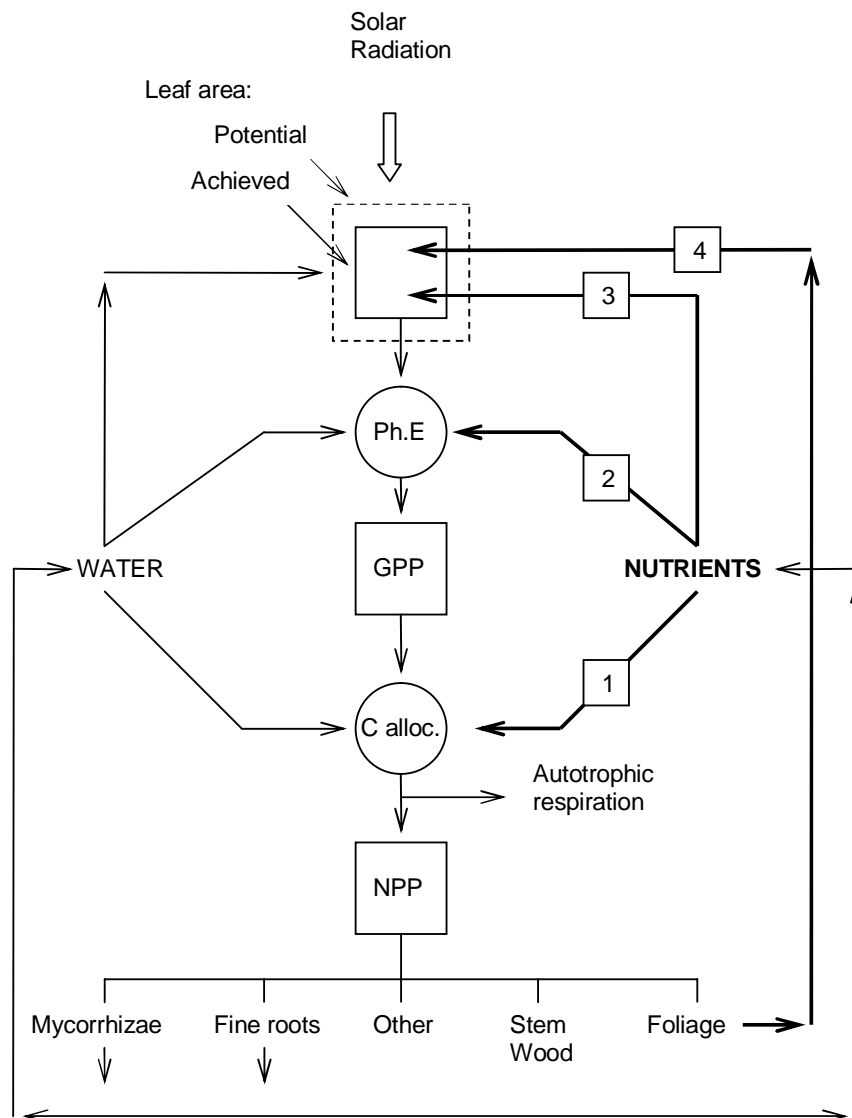 Solar
Radiation
Leaf area:
Potential
Achieved
4
3
Ph.E
2
WATER
GPP
NUTRIENTS
1
C alloc.
Autotrophic
respiration
NPP
Mycorrhizae
Fine roots
Other
Stem
Wood
Foliage